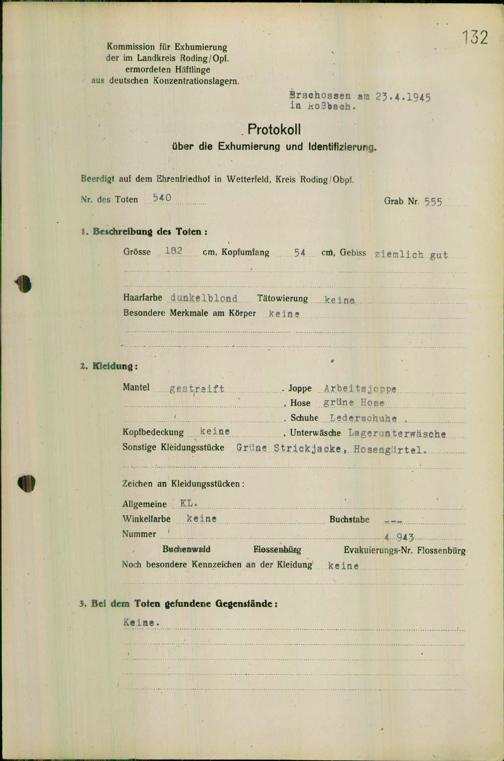 132
Kommission für Exhumierung
der im Landkreis Roding/Opf.
ermordeten Häftlinge
aus deutschen Konzentrationslagern.
Erschossen am 23.4.1945
in Roßbach.
Protokoll
über die Exhumierung und Identifizierung.
Beerdigt auf dem Ehrenfriedhof in Wetterfeld, Kreis Roding/Obpf.
Nr. des Toten 540 Grab Nr. 555
1. Beschreibung des Toten:
Grösse 182 cm, Kopfumfang 54 cm, Gebiss ziemlich gut
Haarfarbe dunkelblond Tätowierung keine
Besondere Merkmale am Körper keine
2. Kleidung:
Mantel gestreift . Joppe Arbeitsjoppe
, Hose grüne Hose
. Schuhe Lederschuhe .
Kopfbedeckung keine , Unterwäsche Lagerunterwäsche
Sonstige Kleidungsstücke Grüne Strickjacke, Hosengürtel.
Zeichen an Kleidungsstücken:
Allgemeine KL.
Winkelfarbe keine Buchstabe ---
Nummer 4 943
Buchenwald Flossenbürg Evakuierungs-Nr. Flossenbürg
Noch besondere Kennzeichen an der Kleidung keine
3. Bei dem Toten gefundene Gegenstände:
Keine.